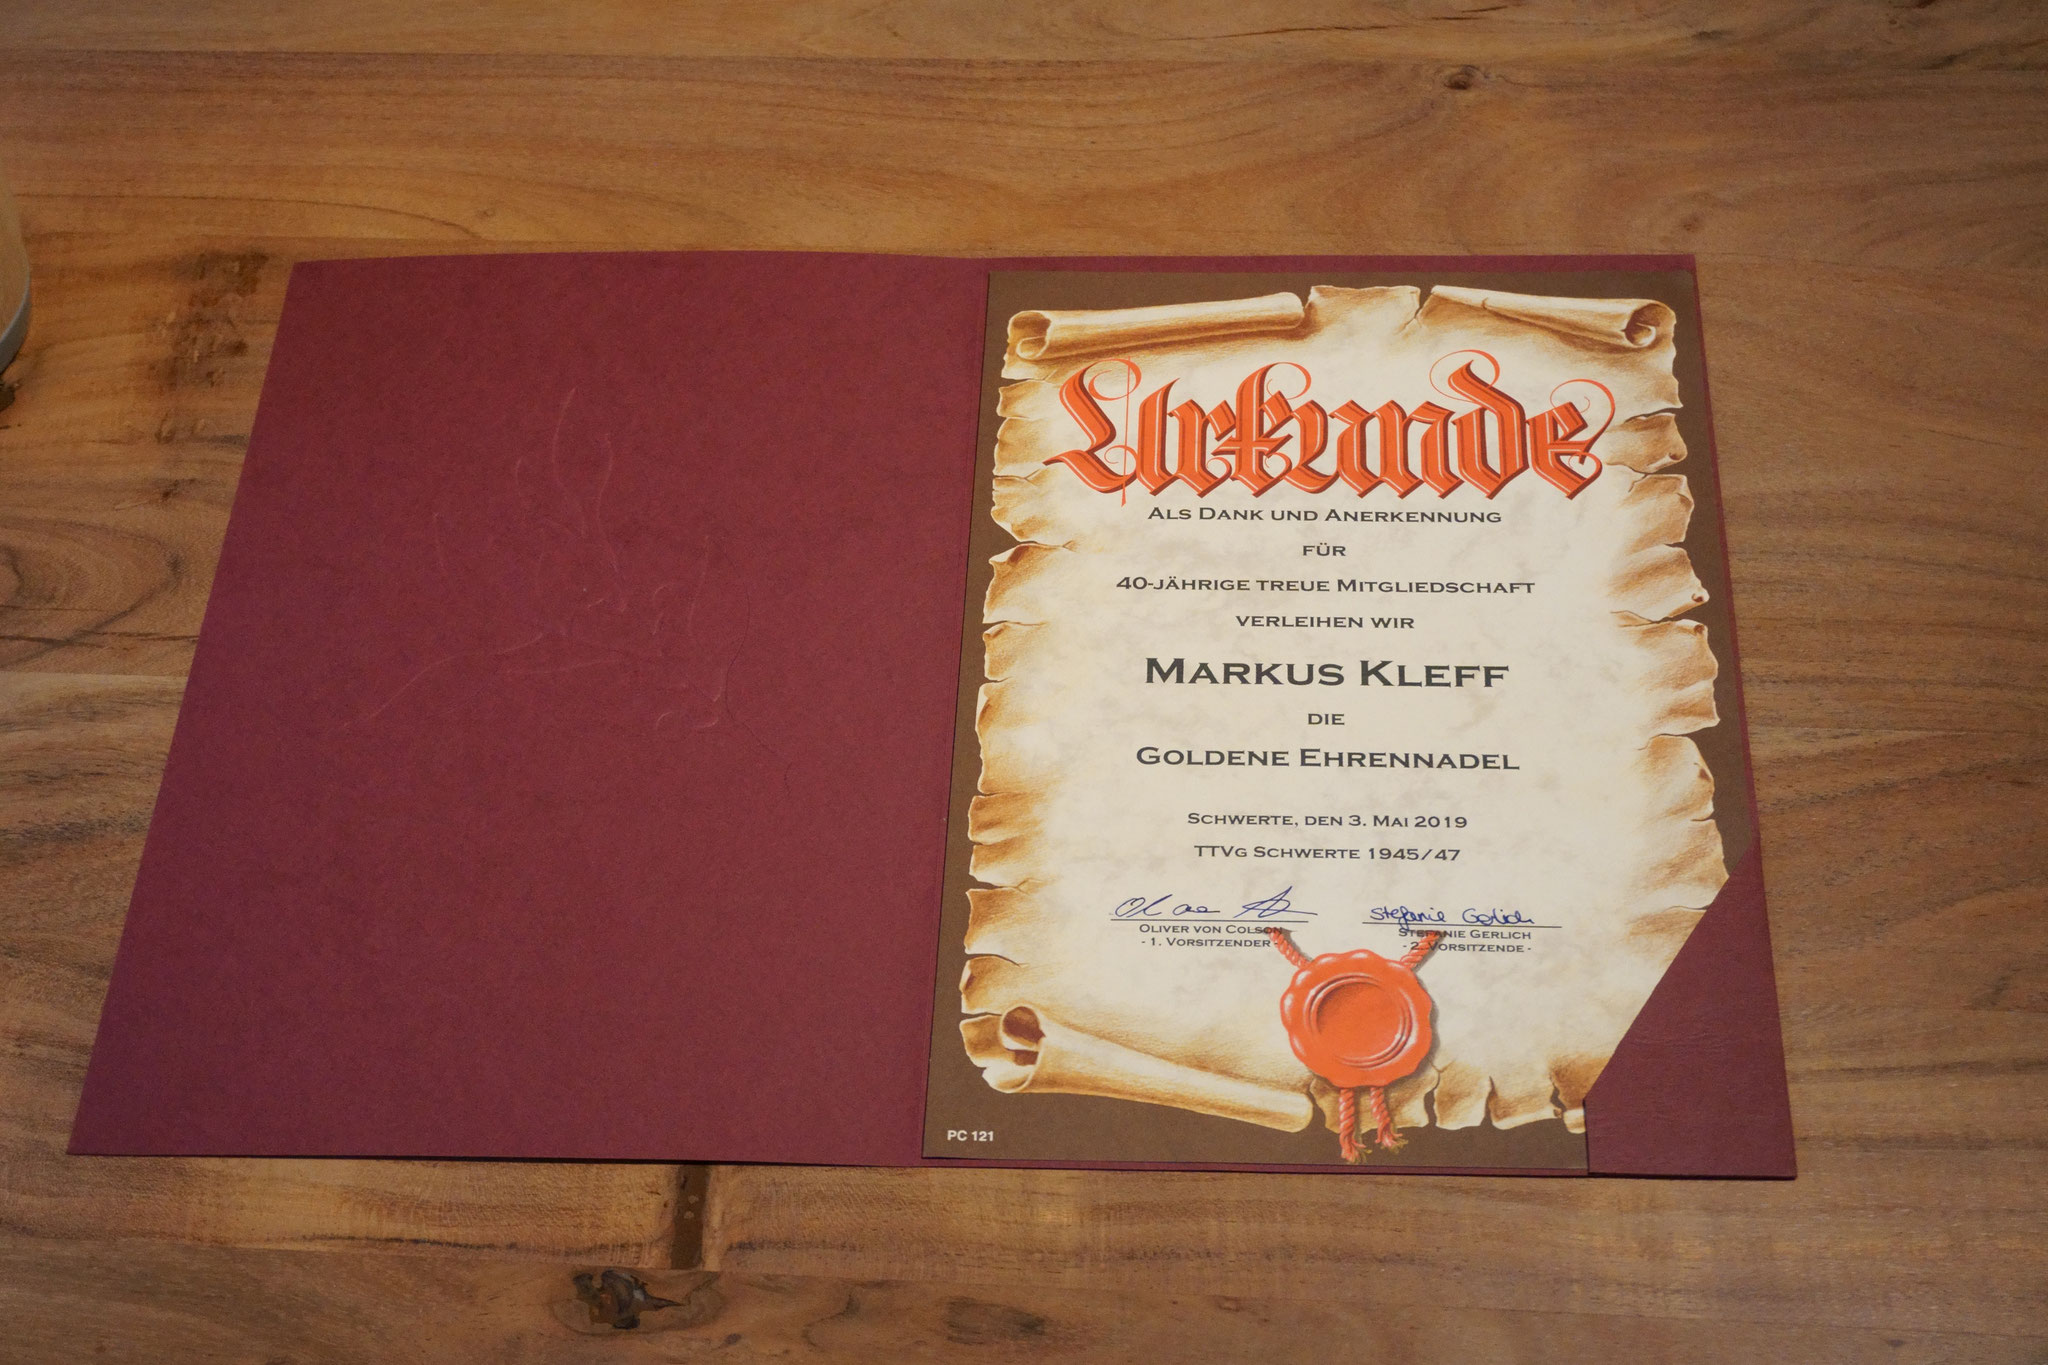 Urkunde
Als Dank und Anerkennung
für
40-jährige treue Mitgliedschaft
verleihen wir
Markus Kleff
die
Goldene Ehrennadel
Schwerte, den 3. Mai 2019
TTVg Schwerte 1945/47
Stefanie Gerlich
Oliver von Colson
Stefanie Gerlich
- 1. Vorsitzender -
- 2. Vorsitzende -
PC 121